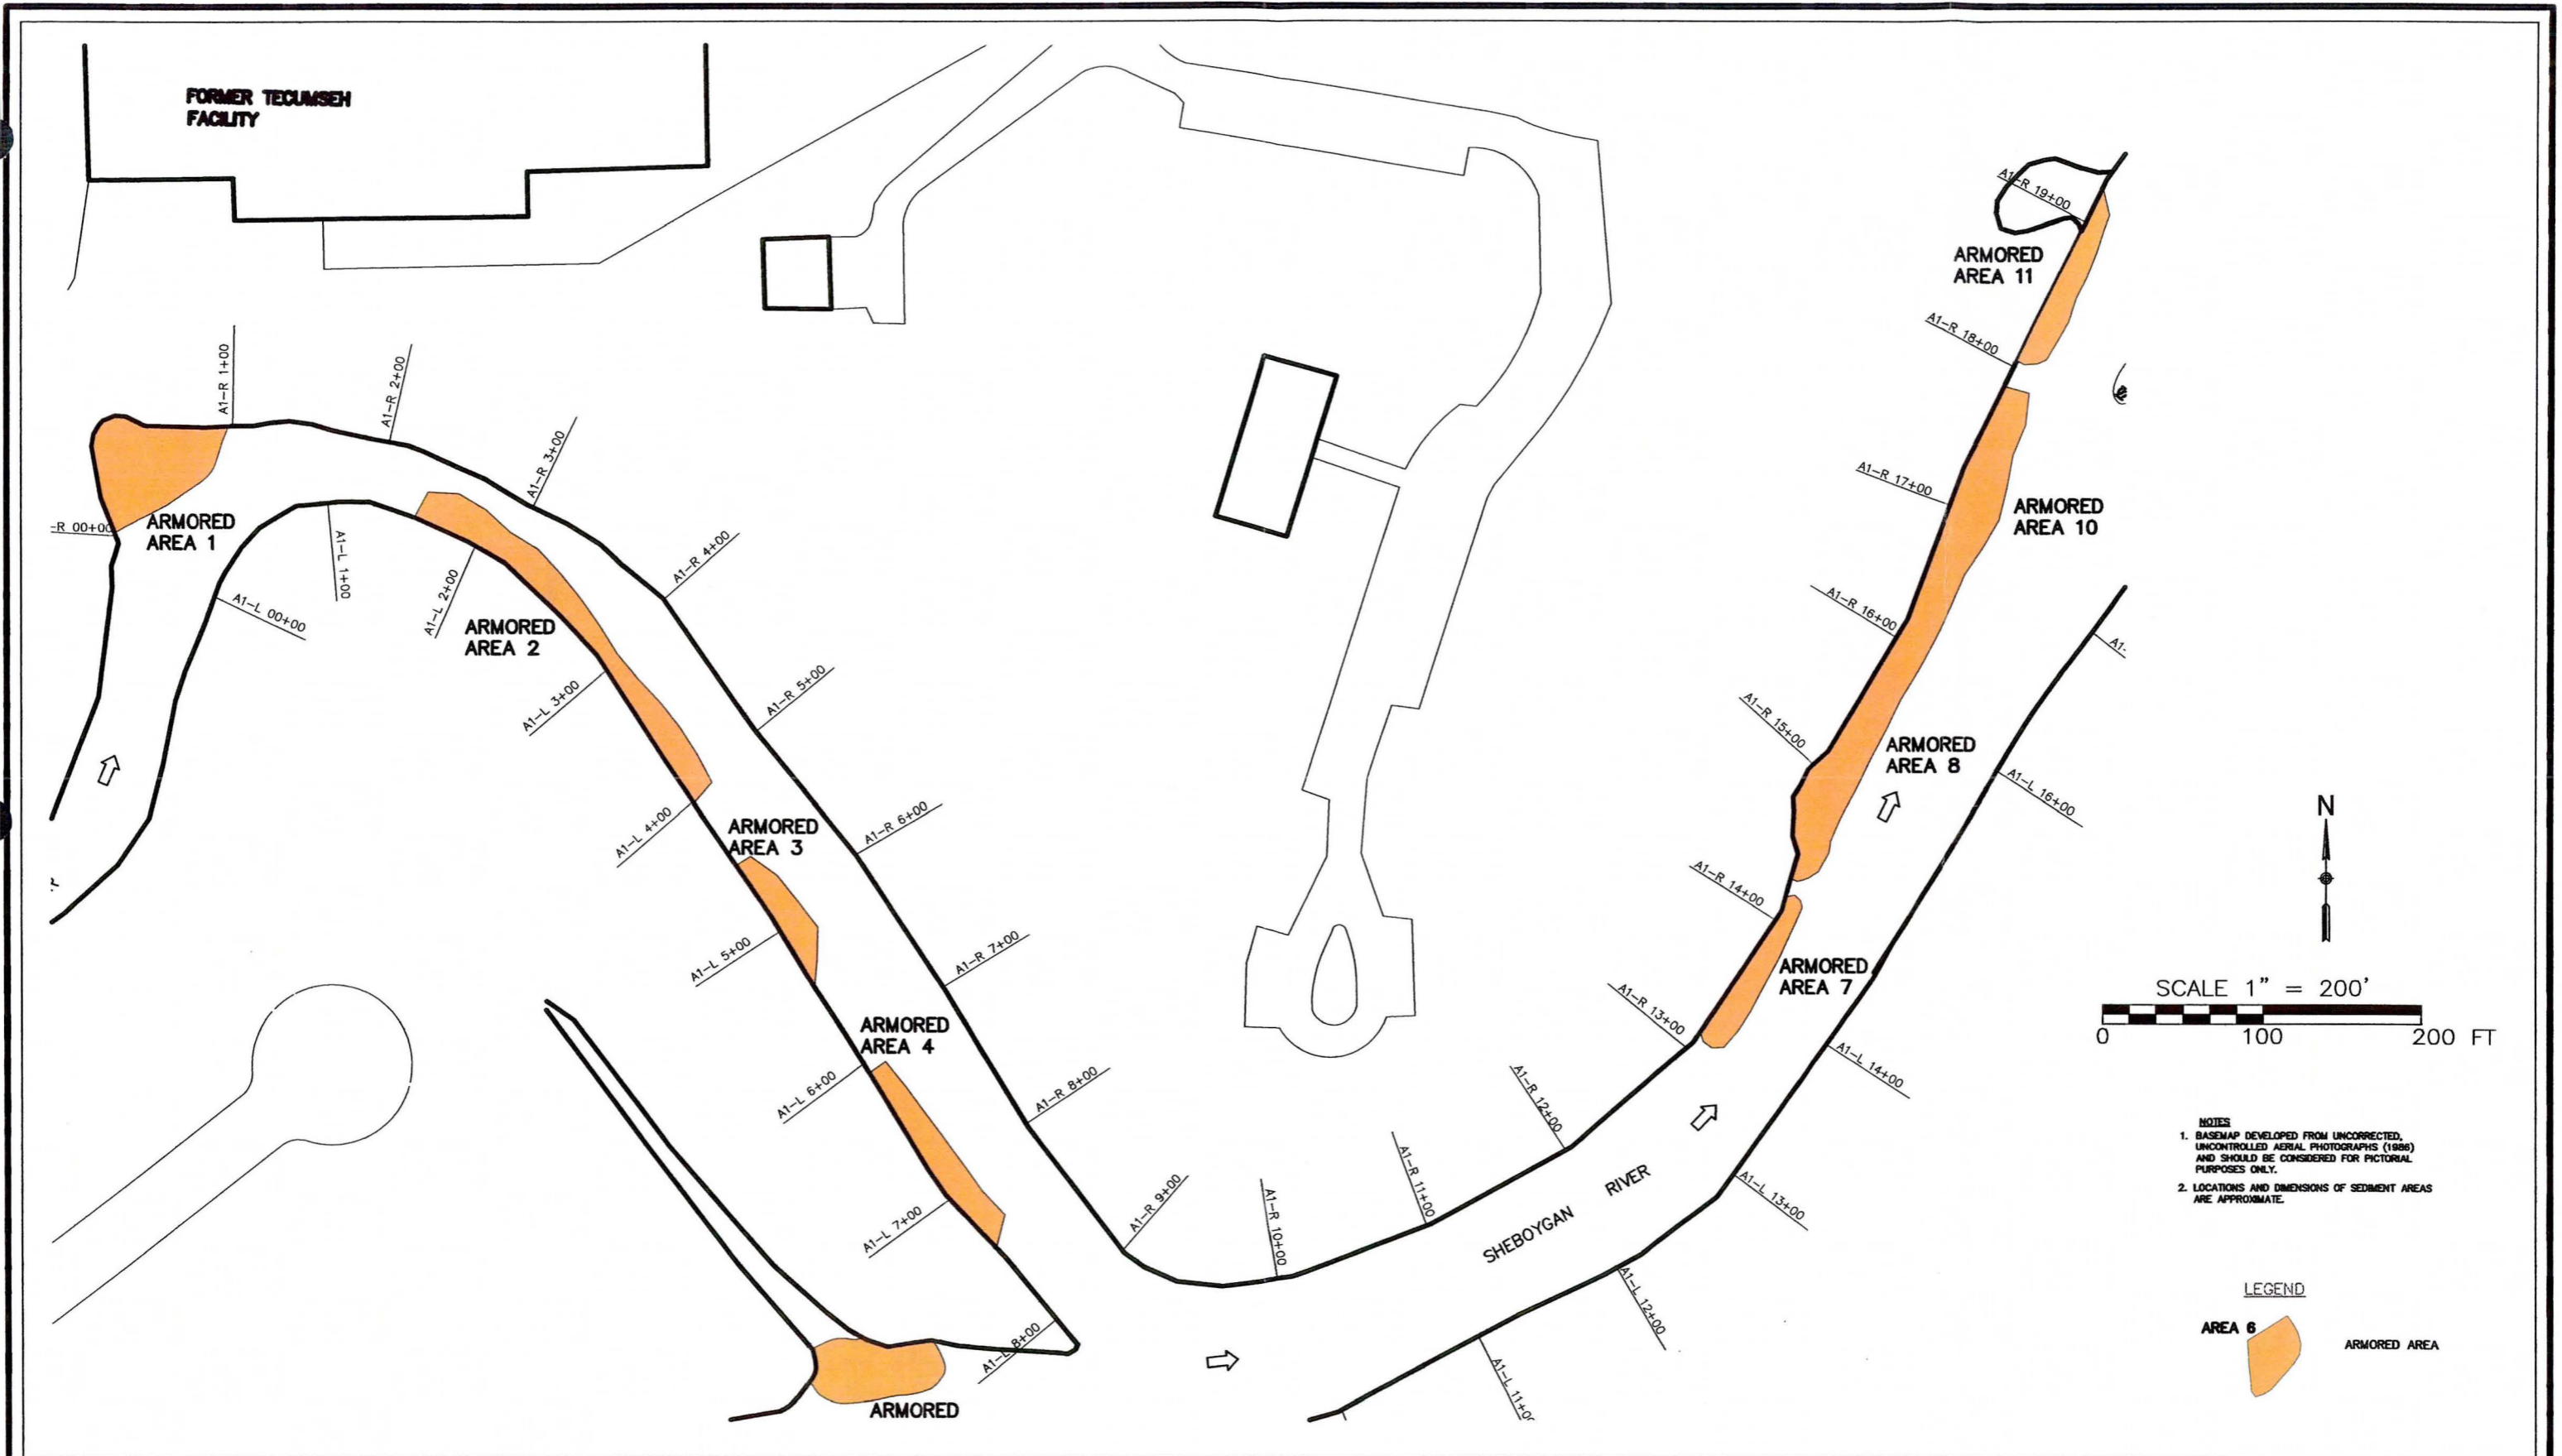 FORMER TECUMSEH
FACILITY
A1-R 19+00
ARMORED
AREA 11
A1-R 18+00
A1-R 1+00
A1-R 2+00
A1-R 3+00
A1-R 17+00
ARMORED
AREA 10
-R 00+00
ARMORED
AREA 1
A1-L 1+00
A1-R 4+00
A1-L 00+00
A1-L 2+00
A1-R 16+00
ARMORED
AREA 2
A1-
A1-L 3+00
A1-R 5+00
A1-R 15+00
ARMORED
AREA 8
A1-L 16+00
A1-L 4+00
ARMORED
AREA 3
A1-R 6+00
N
A1-R 14+00
A1-L 5+00
A1-R 7+00
ARMORED
AREA 7
SCALE 1" = 200'
0 100 200 FT
A1-R 13+00
ARMORED
AREA 4
A1-L 6+00
A1-R 8+00
A1-R 12+00
A1-L 14+00
NOTES
1. BASEMAP DEVELOPED FROM UNCORRECTED,
UNCONTROLLED AERIAL PHOTOGRAPHS (1986)
AND SHOULD BE CONSIDERED FOR PICTORIAL
PURPOSES ONLY.
2. LOCATIONS AND DIMENSIONS OF SEDIMENT AREAS
ARE APPROXIMATE.
A1-L 7+00
A1-R 9+00
A1-R 10+00
A1-R 11+00
SHEBOYGAN RIVER
A1-L 13+00
A1-L 8+00
A1-L 12+00
A1-L 11+00
LEGEND
AREA 6
ARMORED AREA
ARMORED